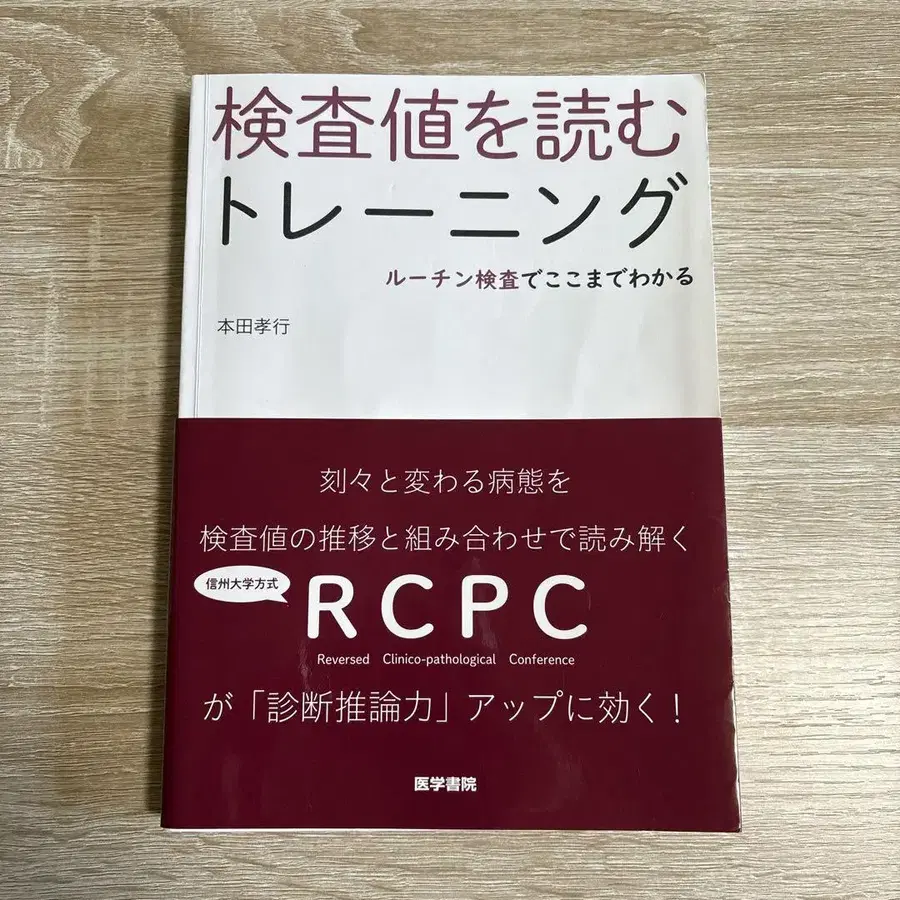 検査値を読む
トレーニング
ルーチン検査でここまでわかる
本田孝行
刻々と変わる病態を
検査値の推移と組み合わせで読み解く
信州大学方式
RCPC
Reversed Clinico-pathological Conference
が「診断推論力」アップに効く!
医学書院